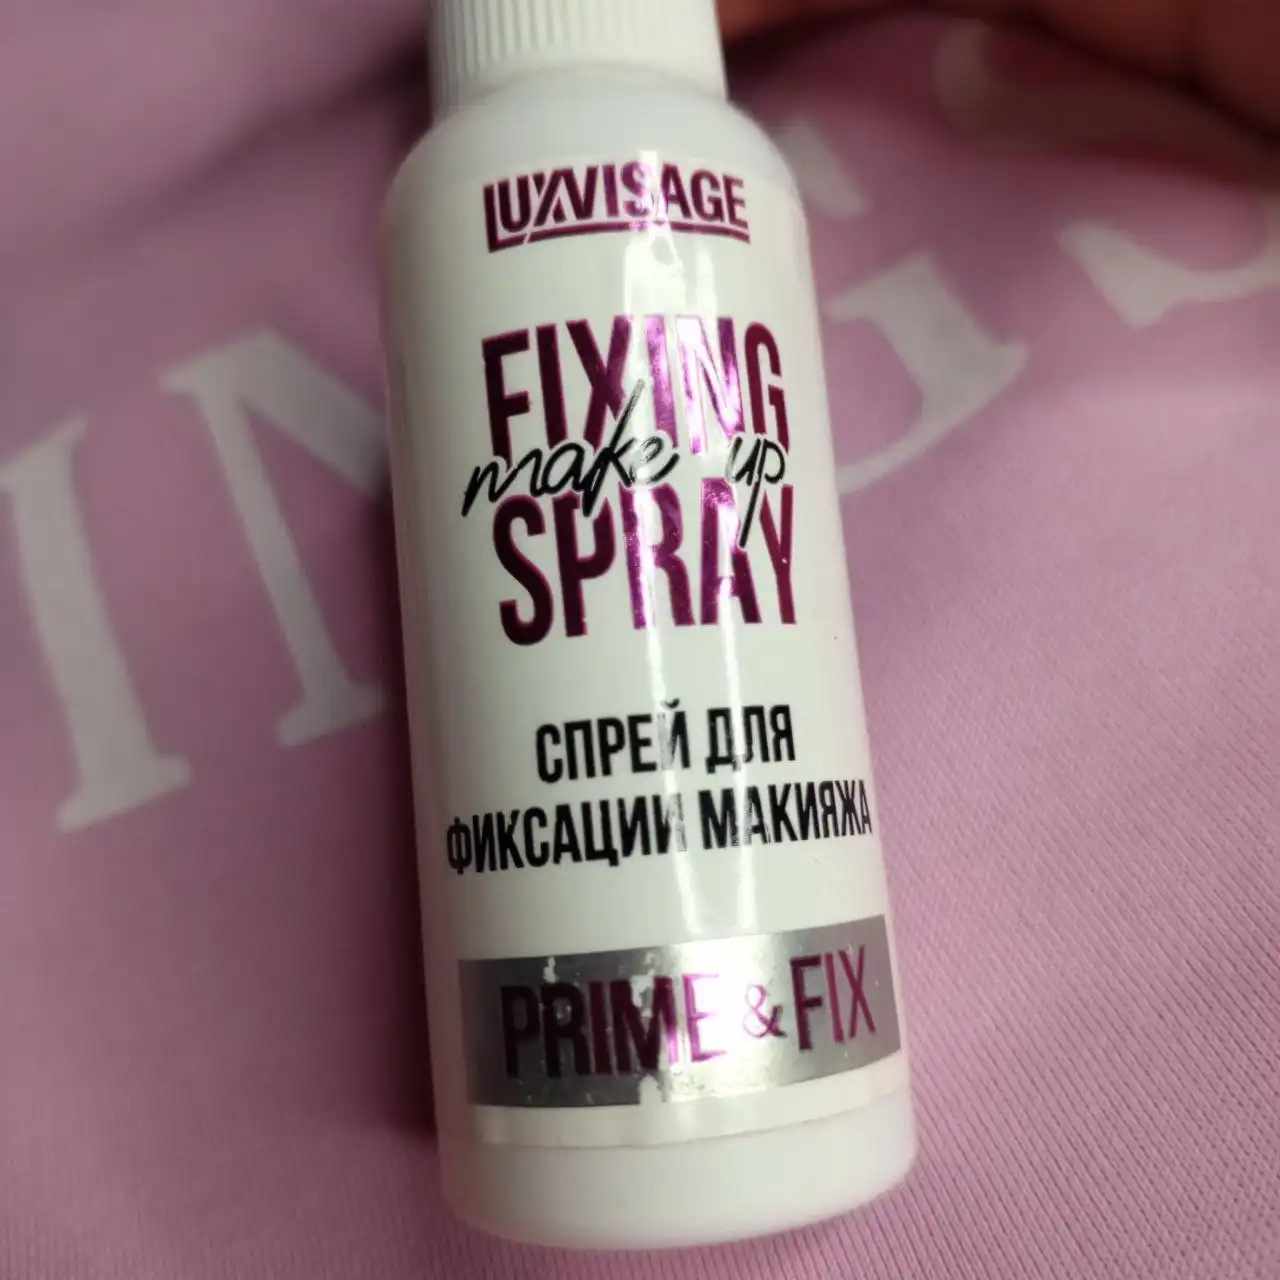 LUXVISAGE
FIXING
make up
SPRAY
СПРЕЙ ДЛЯ
ФИКСАЦИИ МАКИЯЖА
PRIME & FIX